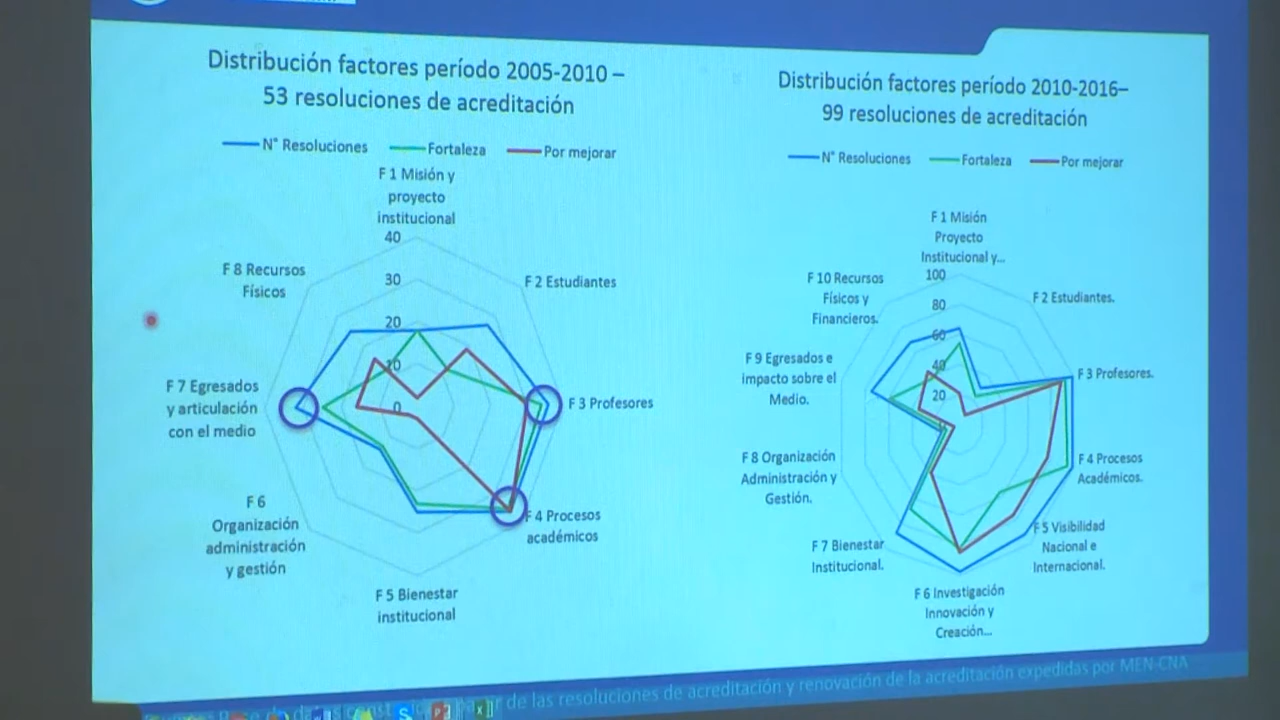 Distribución factores período 2005-2010 –
53 resoluciones de acreditación
N° Resoluciones
Fortaleza
Por mejorar
F 1 Misión y
proyecto
institucional
40
30
20
10
0
F 2 Estudiantes
F 3 Profesores
F 4 Procesos
académicos
F 5 Bienestar
institucional
F 6
Organización
administración
y gestión
F 7 Egresados
y articulación
con el medio
F 8 Recursos
Físicos
Distribución factores período 2010-2016–
99 resoluciones de acreditación
N° Resoluciones
Fortaleza
Por mejorar
F 1 Misión
Proyecto
Institucional y...
100
80
60
40
20
F 2 Estudiantes.
F 3 Profesores.
F 4 Procesos
Académicos.
F 5 Visibilidad
Nacional e
Internacional.
F 6 Investigación
Innovación y
Creación...
F 7 Bienestar
Institucional.
F 8 Organización
Administración y
Gestión.
F 9 Egresados e
impacto sobre el
Medio.
F 10 Recursos
Físicos y
Financieros.
de las resoluciones de acreditación y renovación de la acreditación expedidas por MEN-CNA